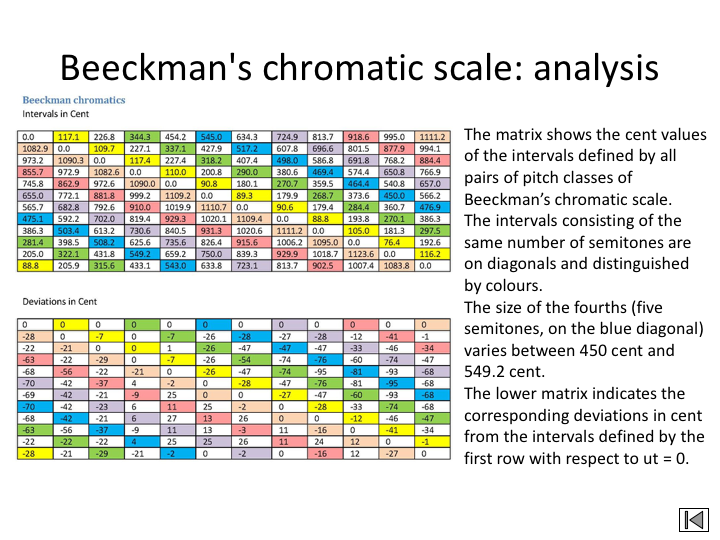 Beeckman's chromatic scale: analysis
Beeckman chromatics
Intervals in Cent
0.0 117.1 226.8 344.3 454.2 545.0 634.3 724.9 813.7 918.6 995.0 1111.2
1082.9 0.0 109.7 227.1 337.1 427.9 517.2 607.8 696.6 801.5 877.9 994.1
973.2 1090.3 0.0 117.4 227.4 318.2 407.4 498.0 586.8 691.8 768.2 884.4
855.7 972.9 1082.6 0.0 110.0 200.8 290.0 380.6 469.4 574.4 650.8 766.9
745.8 862.9 972.6 1090.0 0.0 90.8 180.1 270.7 359.5 464.4 540.8 657.0
655.0 772.1 881.8 999.2 1109.2 0.0 89.3 179.9 268.7 373.6 450.0 566.2
565.7 682.8 792.6 910.0 1019.9 1110.7 0.0 90.6 179.4 284.4 360.7 476.9
475.1 592.2 702.0 819.4 929.3 1020.1 1109.4 0.0 88.8 193.8 270.1 386.3
386.3 503.4 613.2 730.6 840.5 931.3 1020.6 1111.2 0.0 105.0 181.3 297.5
281.4 398.5 508.2 625.6 735.6 826.4 915.6 1006.2 1095.0 0.0 76.4 192.6
205.0 322.1 431.8 549.2 659.2 750.0 839.3 929.9 1018.7 1123.6 0.0 116.2
88.8 205.9 315.6 433.1 543.0 633.8 723.1 813.7 902.5 1007.4 1083.8 0.0
Deviations in Cent
0 0 0 0 0 0 0 0 0 0 0 0
-28 0 -7 0 -7 -26 -28 -27 -28 -12 -41 -1
-22 -21 0 1 -26 -47 -47 -33 -46 -34
-63 -22 -29 0 -7 -26 -54 -74 -76 -60 -74 -47
-68 -56 -22 -21 0 -26 -47 -74 -95 -81 -93 -68
-70 -42 -37 4 -2 0 -28 -47 -76 -81 -95 -68
-69 -42 -21 -9 25 0 0 -27 -47 -60 -93 -68
-70 -42 -23 6 11 25 -2 0 -28 -33 -74 -68
-68 -42 -21 6 27 13 26 0 0 -12 -46 -47
-63 -56 -37 -9 11 13 -3 11 -16 0 -41 -34
-22 -22 -22 4 25 25 26 11 24 12 0 -1
-28 -21 -29 -21 -2 0 -2 0 -16 12 -27 0
The matrix shows the cent values
of the intervals defined by all
pairs of pitch classes of
Beeckman’s chromatic scale.
The intervals consisting of the
same number of semitones are
on diagonals and distinguished
by colours.
The size of the fourths (five
semitones, on the blue diagonal)
varies between 450 cent and
549.2 cent.
The lower matrix indicates the
corresponding deviations in cent
from the intervals defined by the
first row with respect to ut = 0.